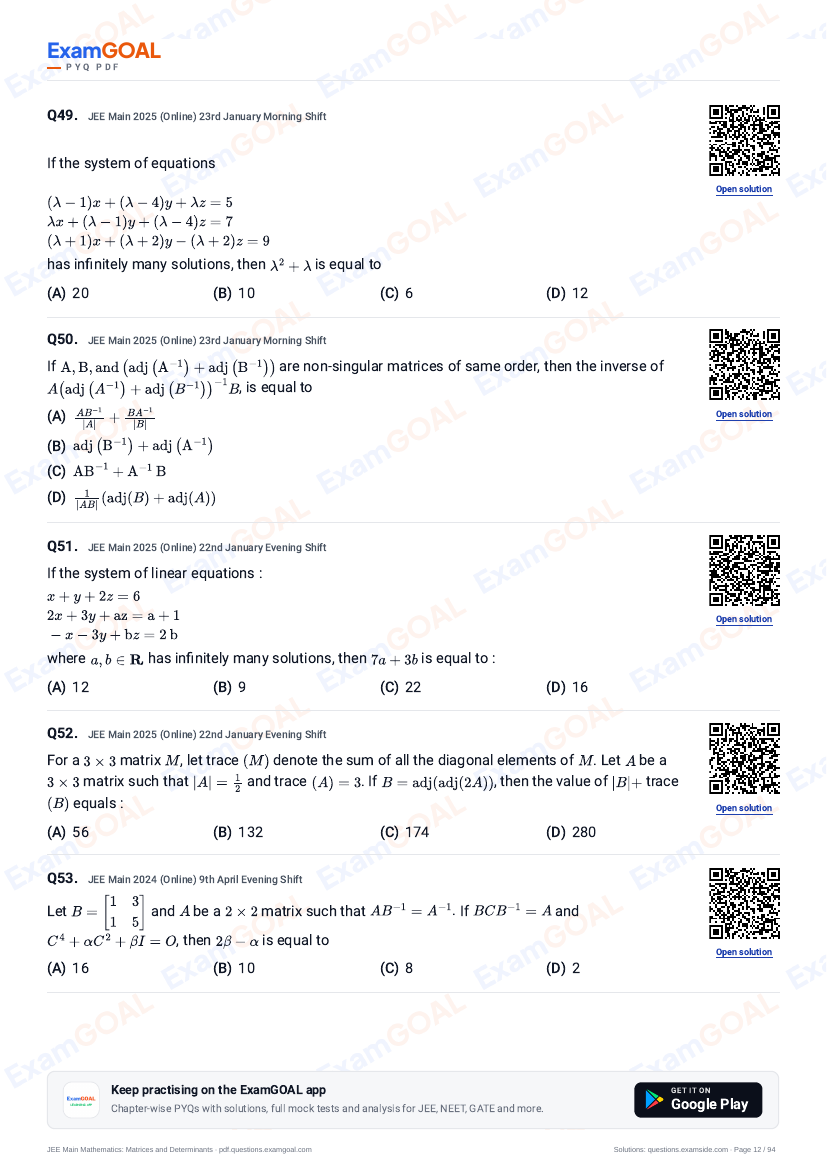 ExamGOAL
PYQ PDF
Q49. JEE Main 2025 (Online) 23rd January Morning Shift
If the system of equations
(λ − 1)x + (λ − 4)y + λz = 5
λx + (λ − 1)y + (λ − 4)z = 7
(λ + 1)x + (λ + 2)y − (λ + 2)z = 9
has infinitely many solutions, then λ² + λ is equal to
(A) 20 (B) 10 (C) 6 (D) 12
Open solution
Q50. JEE Main 2025 (Online) 23rd January Morning Shift
If A, B, and (adj (A⁻¹) + adj (B⁻¹)) are non-singular matrices of same order, then the inverse of
A(adj (A⁻¹) + adj (B⁻¹))⁻¹B, is equal to
(A) AB⁻¹/|A| + BA⁻¹/|B|
(B) adj (B⁻¹) + adj (A⁻¹)
(C) AB⁻¹ + A⁻¹ B
(D) 1/|AB| (adj(B) + adj(A))
Open solution
Q51. JEE Main 2025 (Online) 22nd January Evening Shift
If the system of linear equations :
x + y + 2z = 6
2x + 3y + az = a + 1
− x − 3y + bz = 2 b
where a, b ∈ R, has infinitely many solutions, then 7a + 3b is equal to :
(A) 12 (B) 9 (C) 22 (D) 16
Open solution
Q52. JEE Main 2025 (Online) 22nd January Evening Shift
For a 3 × 3 matrix M, let trace (M) denote the sum of all the diagonal elements of M. Let A be a
3 × 3 matrix such that |A| = 1/2 and trace (A) = 3. If B = adj(adj(2A)), then the value of |B|+ trace
(B) equals :
(A) 56 (B) 132 (C) 174 (D) 280
Open solution
Q53. JEE Main 2024 (Online) 9th April Evening Shift
Let B = [1 3; 1 5] and A be a 2 × 2 matrix such that AB⁻¹ = A⁻¹. If BCB⁻¹ = A and
C⁴ + αC² + βI = O, then 2β − α is equal to
(A) 16 (B) 10 (C) 8 (D) 2
Open solution
ExamGOAL
Keep practising on the ExamGOAL app
Chapter-wise PYQs with solutions, full mock tests and analysis for JEE, NEET, GATE and more.
GET IT ON
Google Play
JEE Main Mathematics: Matrices and Determinants · pdf.questions.examgoal.com
Solutions: questions.examside.com · Page 12 / 94